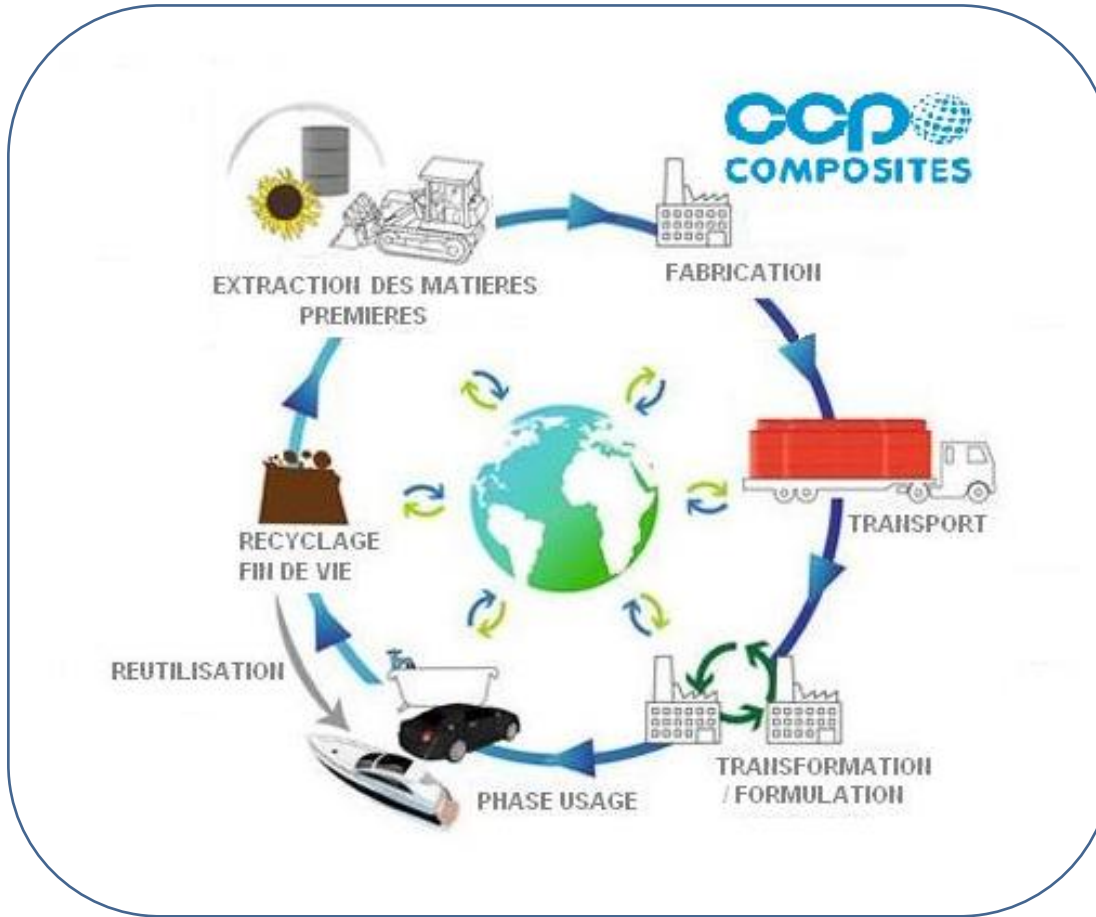 CCP
COMPOSITES
EXTRACTION DES MATIERES
PREMIERES
FABRICATION
TRANSPORT
TRANSFORMATION
/ FORMULATION
PHASE USAGE
REUTILISATION
RECYCLAGE
FIN DE VIE